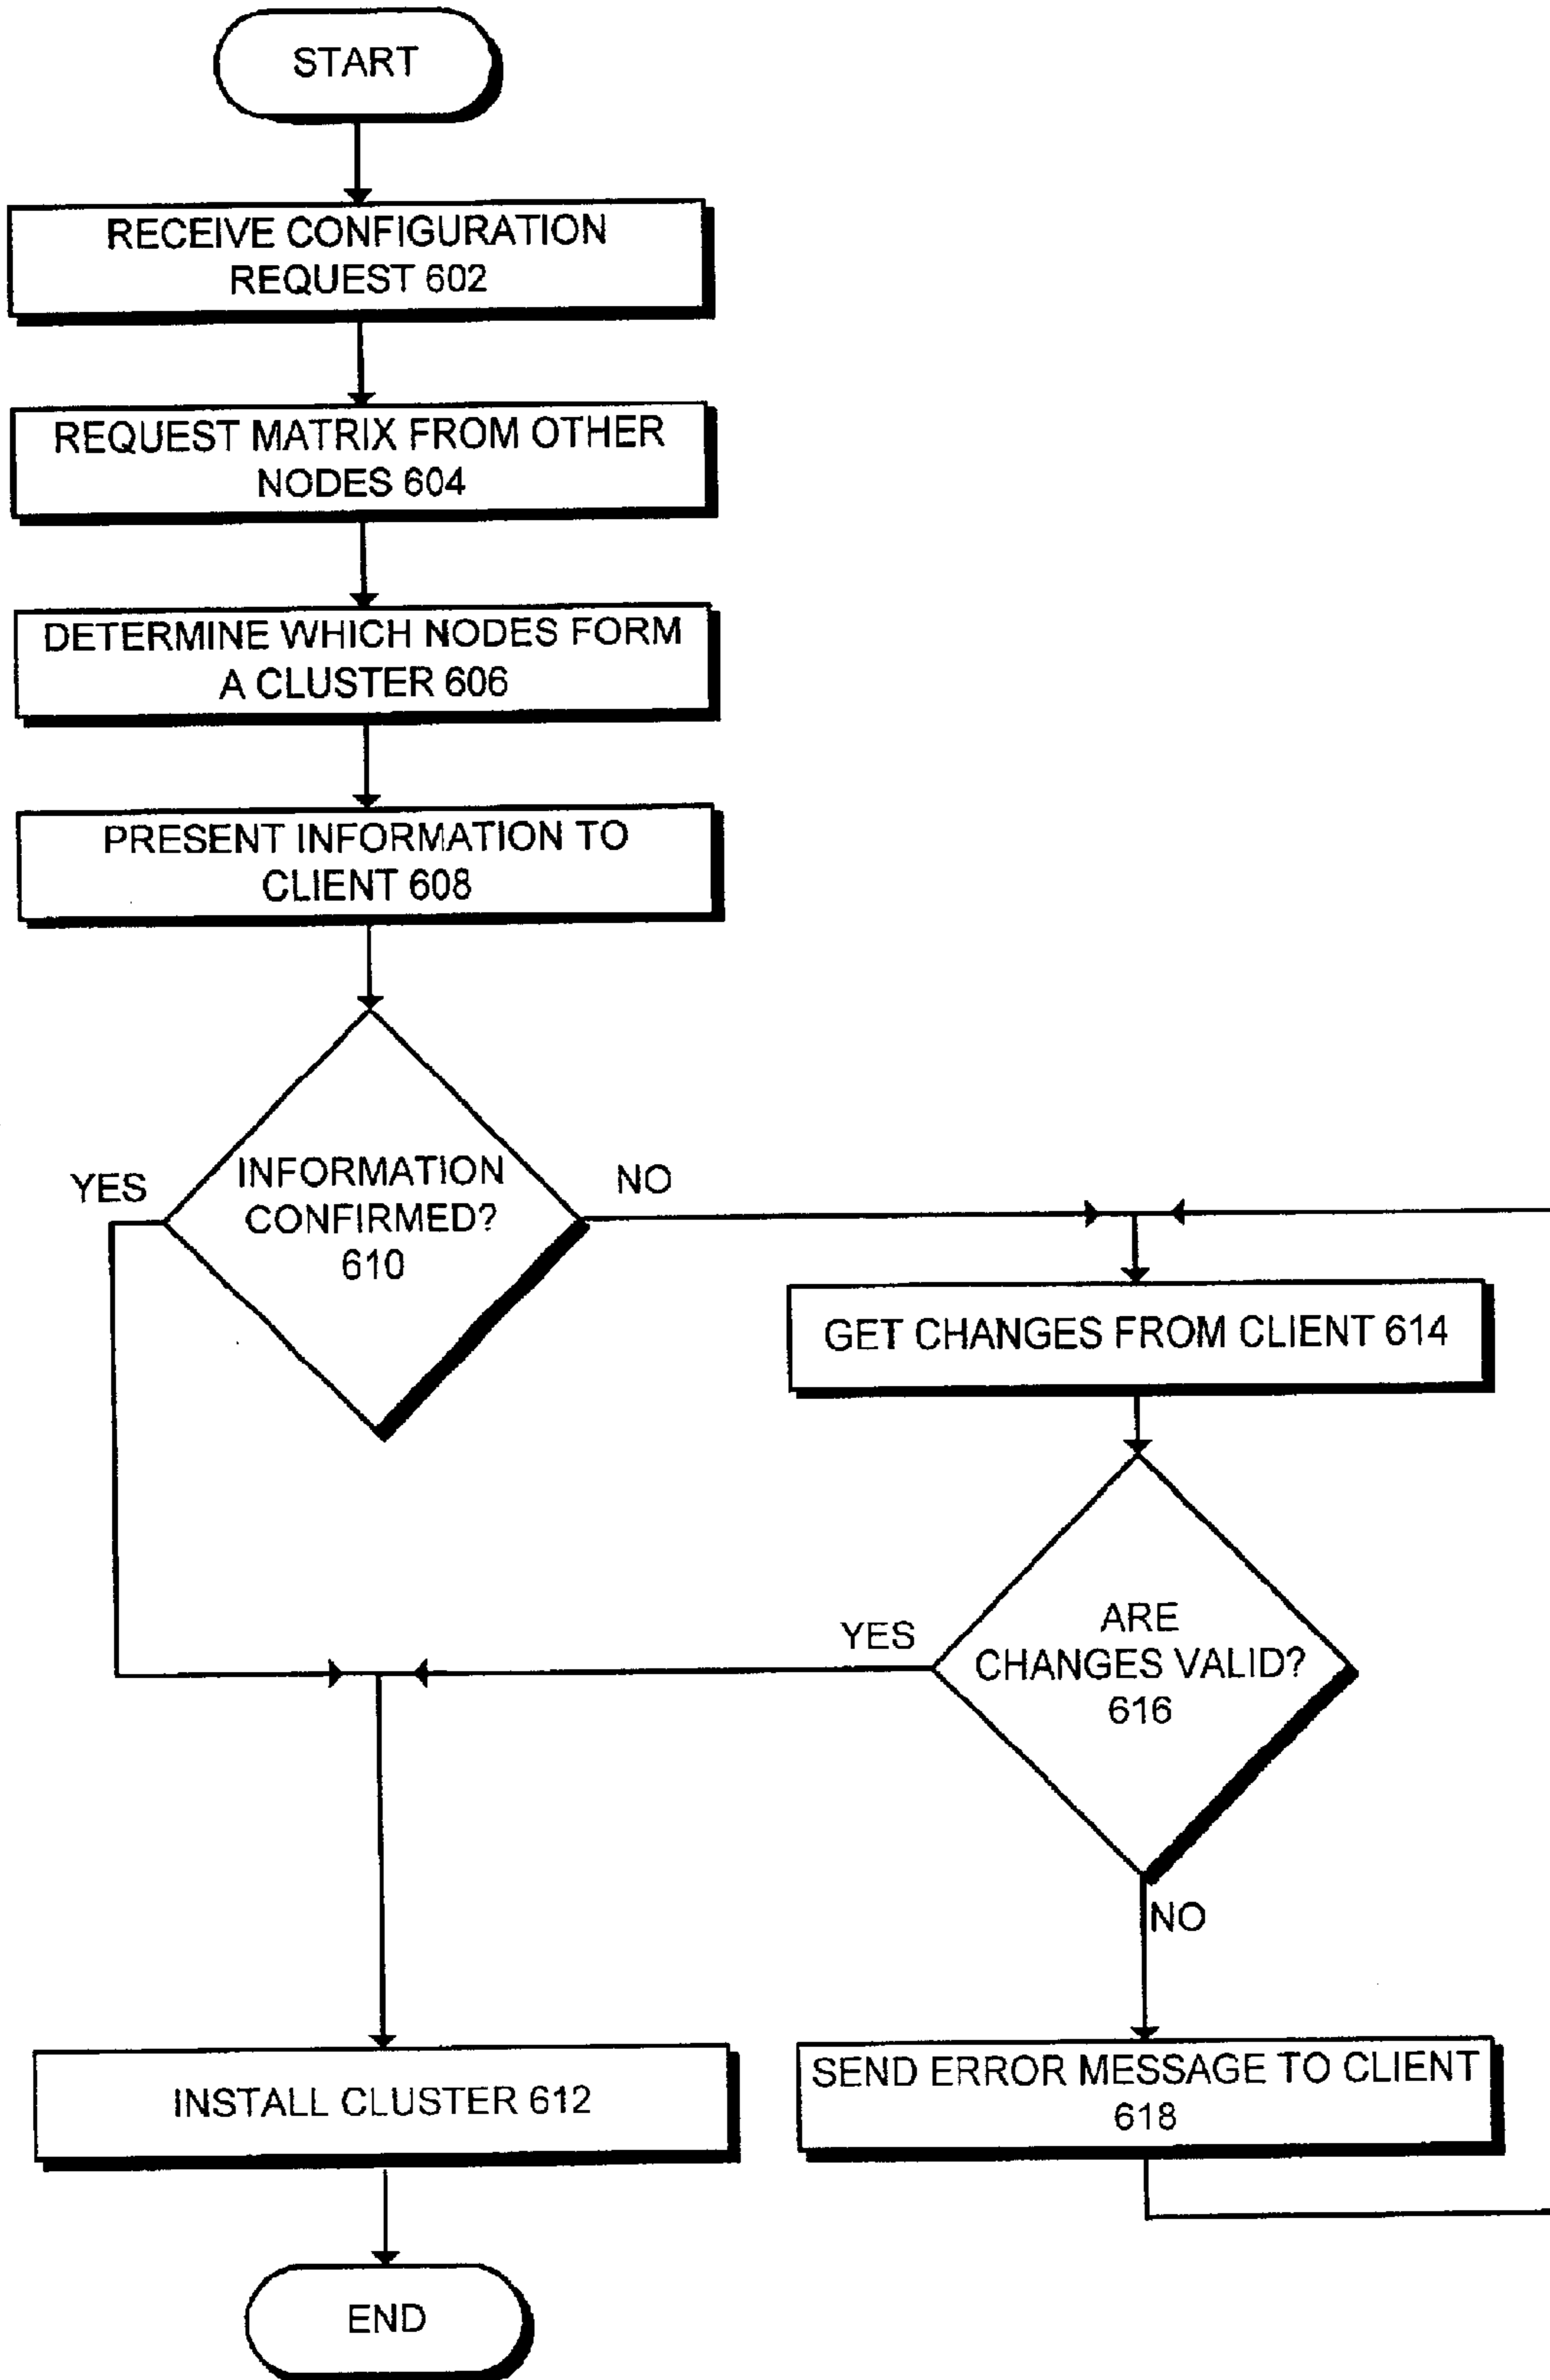 START
RECEIVE CONFIGURATION
REQUEST 602
REQUEST MATRIX FROM OTHER
NODES 604
DETERMINE WHICH NODES FORM
A CLUSTER 606
PRESENT INFORMATION TO
CLIENT 608
INFORMATION
CONFIRMED?
610
YES
NO
GET CHANGES FROM CLIENT 614
ARE
CHANGES VALID?
616
YES
NO
INSTALL CLUSTER 612
SEND ERROR MESSAGE TO CLIENT
618
END